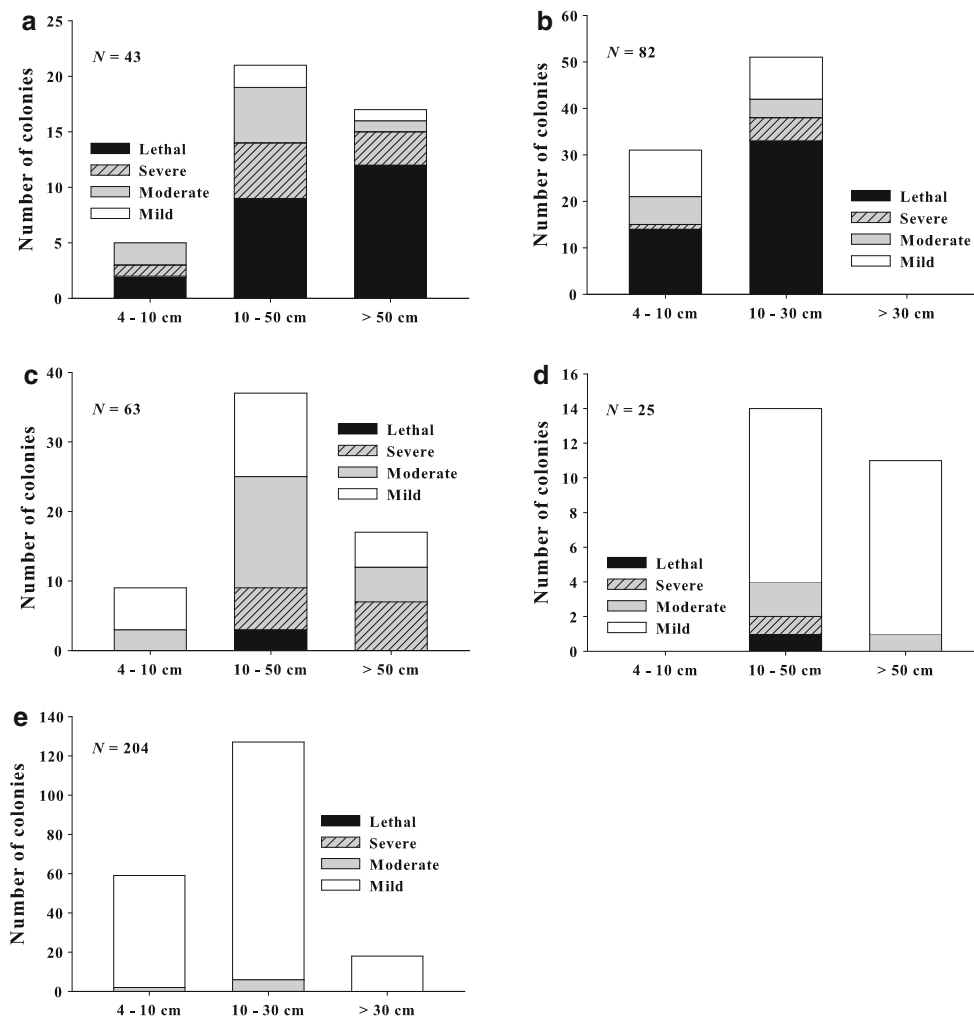 a
25
20
15
10
5
0
Number of colonies
N = 43
Lethal
Severe
Moderate
Mild
4 - 10 cm
10 - 50 cm
> 50 cm
b
60
50
40
30
20
10
0
Number of colonies
N = 82
Lethal
Severe
Moderate
Mild
4 - 10 cm
10 - 30 cm
> 30 cm
c
40
30
20
10
0
Number of colonies
N = 63
Lethal
Severe
Moderate
Mild
4 - 10 cm
10 - 50 cm
> 50 cm
d
16
14
12
10
8
6
4
2
0
Number of colonies
N = 25
Lethal
Severe
Moderate
Mild
4 - 10 cm
10 - 50 cm
> 50 cm
e
140
120
100
80
60
40
20
0
Number of colonies
N = 204
Lethal
Severe
Moderate
Mild
4 - 10 cm
10 - 30 cm
> 30 cm